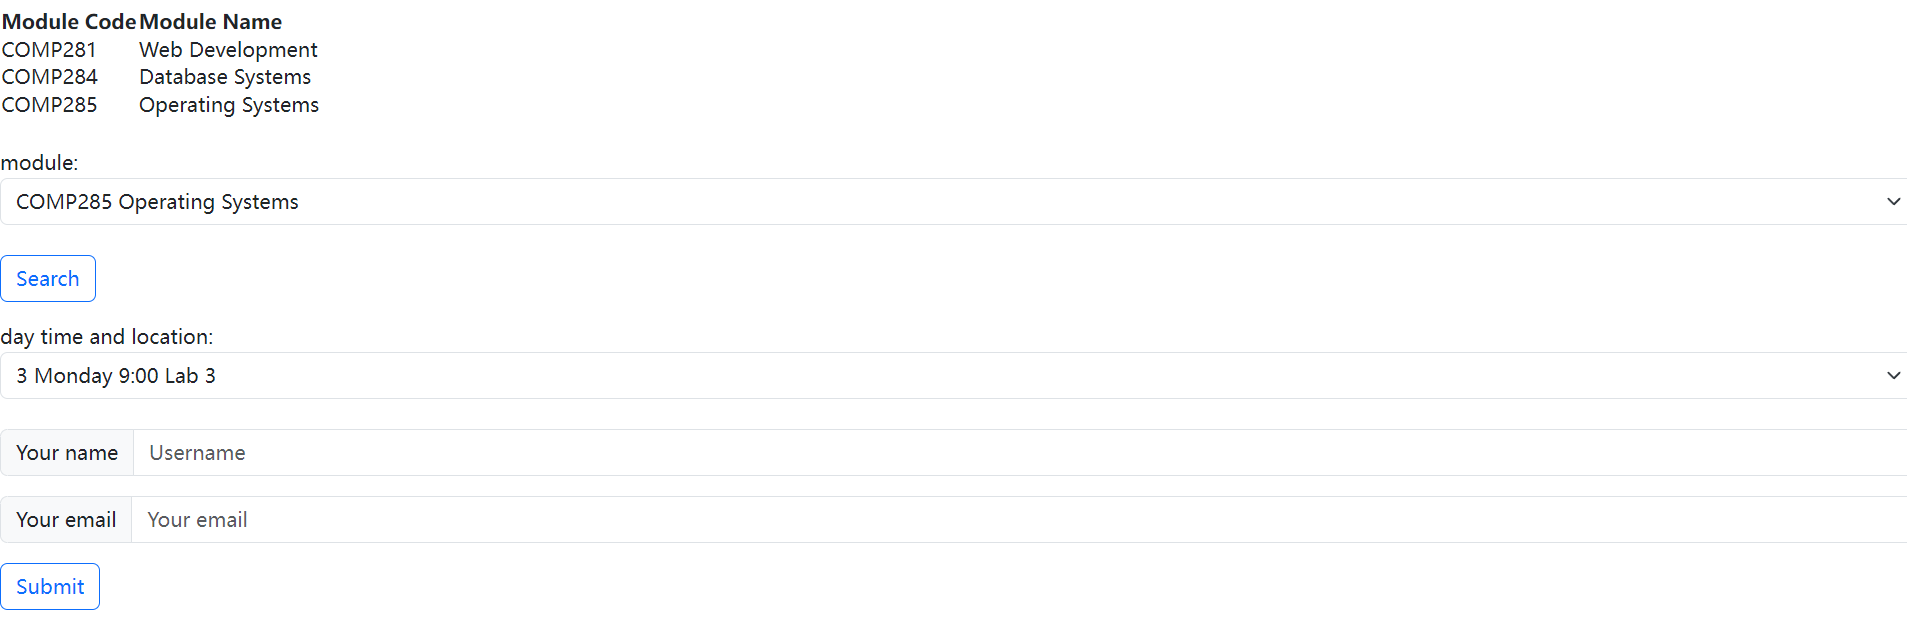 Module Code Module Name
COMP281 Web Development
COMP284 Database Systems
COMP285 Operating Systems
module:
COMP285 Operating Systems
Search
day time and location:
3 Monday 9:00 Lab 3
Your name Username
Your email Your email
Submit